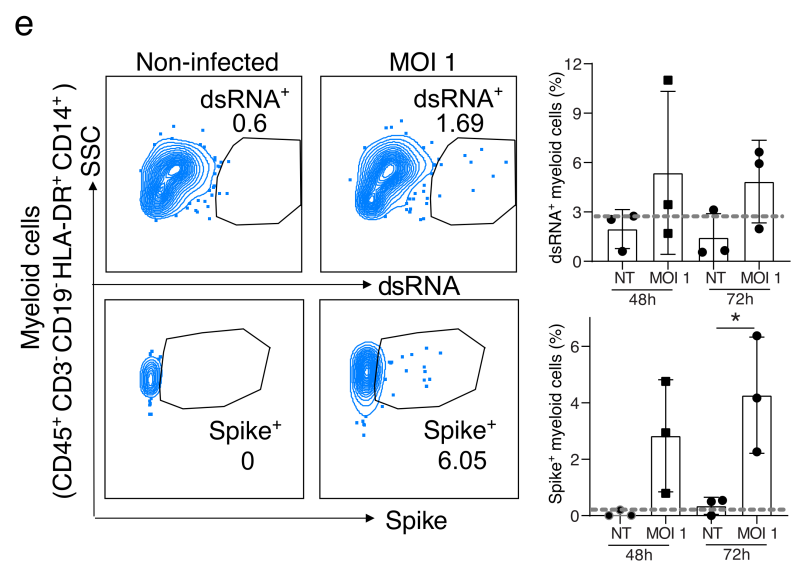 e
Non-infected
MOI 1
dsRNA+
0.6
dsRNA+
1.69
Myeloid cells
(CD45+ CD3- CD19- HLA-DR+ CD14+)
SSC
dsRNA
Spike+
0
Spike+
6.05
Spike
dsRNA+ myeloid cells (%)
12
9
6
3
0
NT
MOI 1
NT
MOI 1
48h
72h
Spike+ myeloid cells (%)
*
6
4
2
0
NT
MOI 1
NT
MOI 1
48h
72h